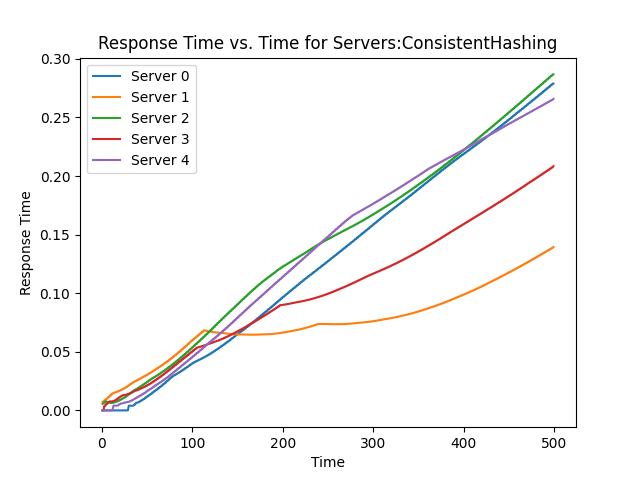 Response Time vs. Time for Servers:ConsistentHashing
Server 0
Server 1
Server 2
Server 3
Server 4
0.30
0.25
0.20
0.15
0.10
0.05
0.00
Response Time
0 100 200 300 400 500
Time